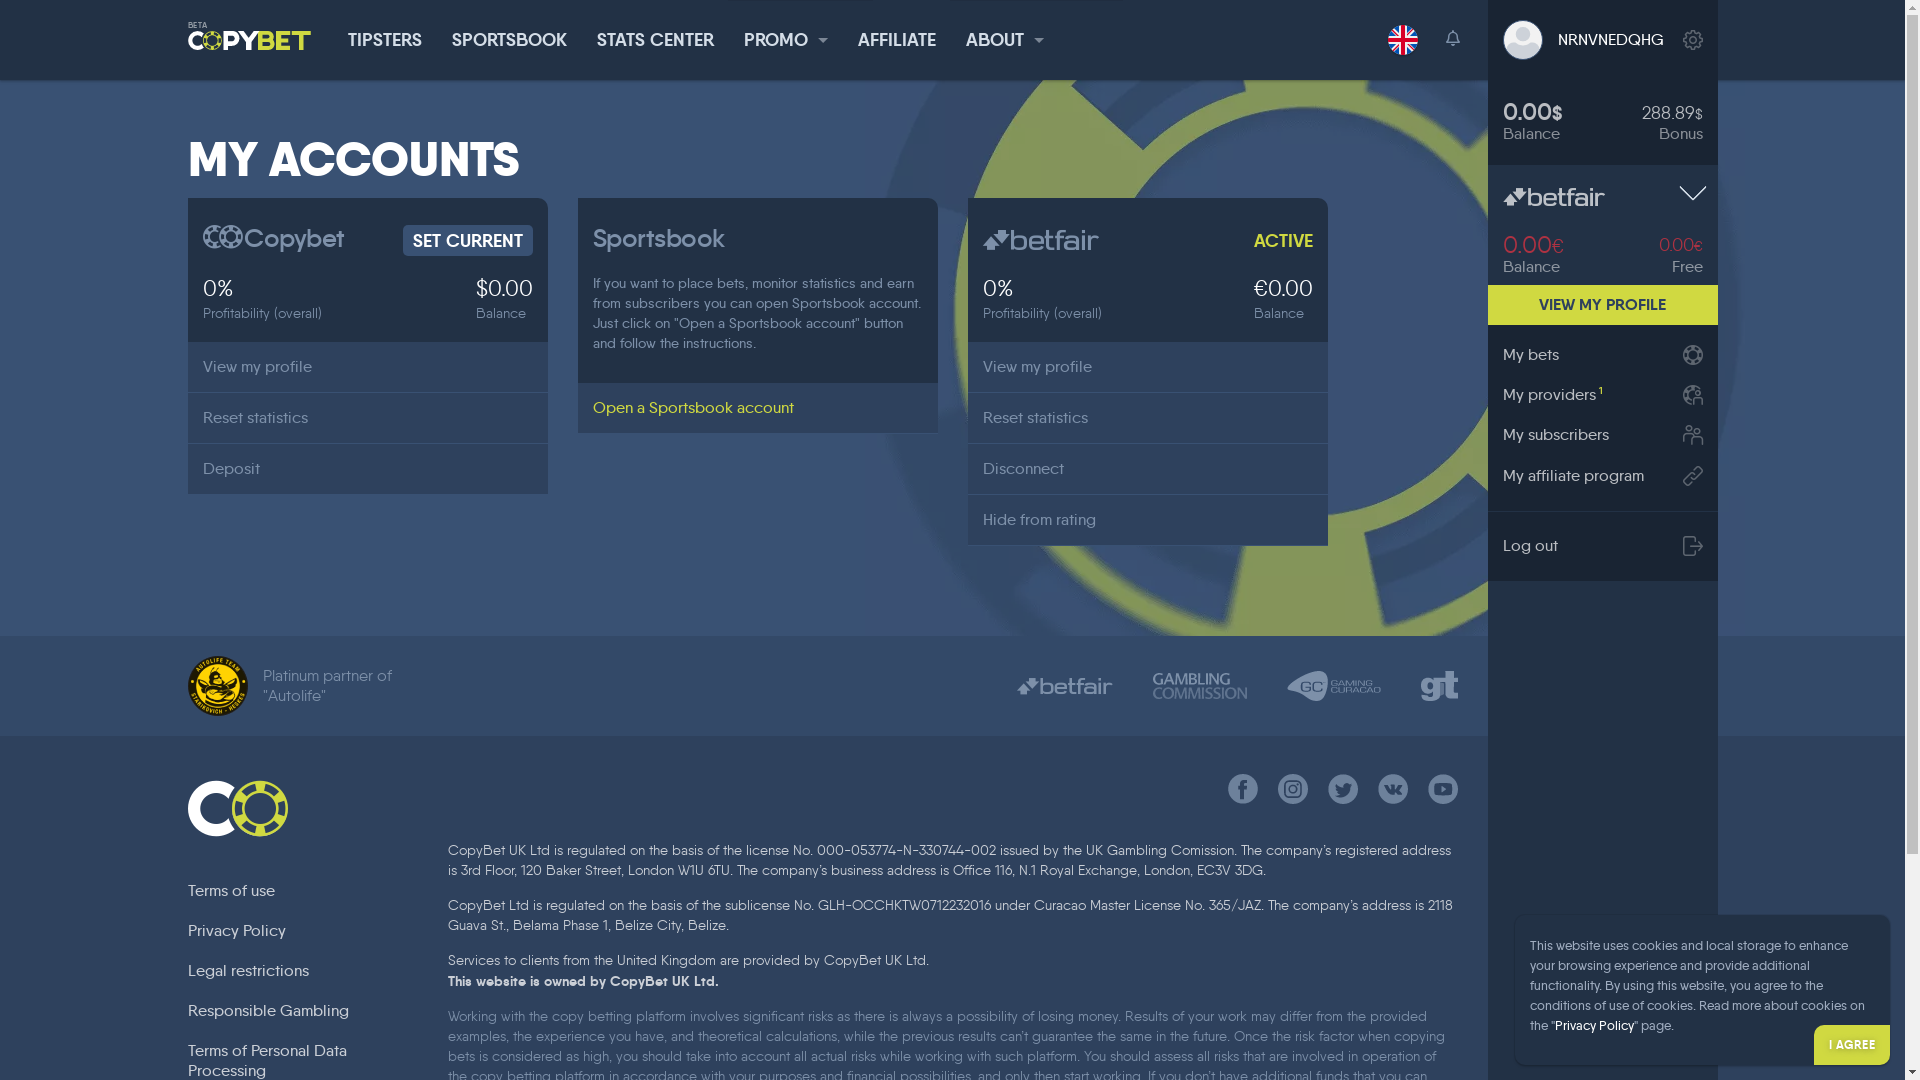 BETA
COPYBET
TIPSTERS
SPORTSBOOK
STATS CENTER
PROMO
AFFILIATE
ABOUT
NRNVNEDQHG
0.00$
288.89$
Balance
Bonus
betfair
0.00€
0.00€
Balance
Free
VIEW MY PROFILE
My bets
My providers 1
My subscribers
My affiliate program
Log out
MY ACCOUNTS
Copybet
SET CURRENT
0%
$0.00
Profitability (overall)
Balance
View my profile
Reset statistics
Deposit
Sportsbook
If you want to place bets, monitor statistics and earn
from subscribers you can open Sportsbook account.
Just click on "Open a Sportsbook account" button
and follow the instructions.
Open a Sportsbook account
betfair
ACTIVE
0%
€0.00
Profitability (overall)
Balance
View my profile
Reset statistics
Disconnect
Hide from rating
AUTOLIFE TEAM
Platinum partner of
"Autolife"
betfair
GAMBLING
COMMISSION
GC GAMING
CURACAO
gt
CO
Terms of use
Privacy Policy
Legal restrictions
Responsible Gambling
Terms of Personal Data
Processing
CopyBet UK Ltd is regulated on the basis of the license No. 000-053774-N-330744-002 issued by the UK Gambling Comission. The company's registered address
is 3rd Floor, 120 Baker Street, London W1U 6TU. The company's business address is Office 116, N.1 Royal Exchange, London, EC3V 3DG.
CopyBet Ltd is regulated on the basis of the sublicense No. GLH-OCCHKTW0712232016 under Curacao Master License No. 365/JAZ. The company's address is 2118
Guava St., Belama Phase 1, Belize City, Belize.
Services to clients from the United Kingdom are provided by CopyBet UK Ltd.
This website is owned by CopyBet UK Ltd.
Working with the copy betting platform involves significant risks as there is always a possibility of losing money. Results of your work may differ from the provided
examples, the experience you have, and theoretical calculations, while the previous results can't guarantee the same in the future. Once the risk factor when copying
bets is considered as high, you should take into account all actual risks while working with such platform. You should assess all risks that are involved in operation of
the copy betting platform in accordance with your purposes and financial possibilities, and only then start working. If you don't have additional funds that you can
This website uses cookies and local storage to enhance
your browsing experience and provide additional
functionality. By using this website, you agree to the
conditions of use of cookies. Read more about cookies on
the "Privacy Policy" page.
I AGREE